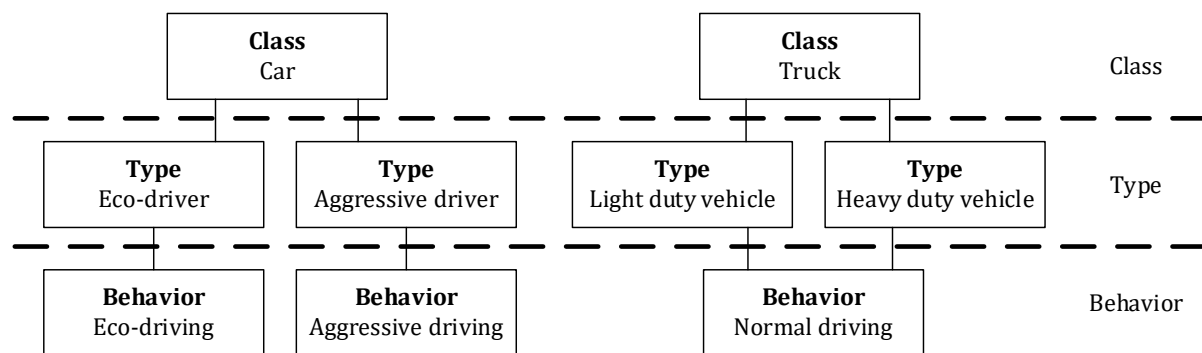 Class
Car
Class
Truck
Class
Type
Eco-driver
Type
Aggressive driver
Type
Light duty vehicle
Type
Heavy duty vehicle
Type
Behavior
Eco-driving
Behavior
Aggressive driving
Behavior
Normal driving
Behavior